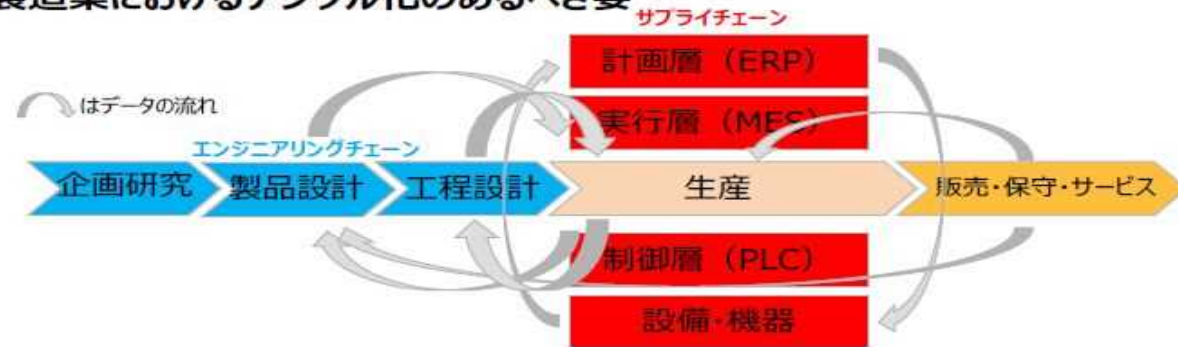 製造業におけるデジタル化のあるべき姿
サプライチェーン
計画層（ERP）
はデータの流れ
実行層（MES）
エンジニアリングチェーン
企画研究
製品設計
工程設計
生産
販売・保守・サービス
制御層（PLC）
設備・機器